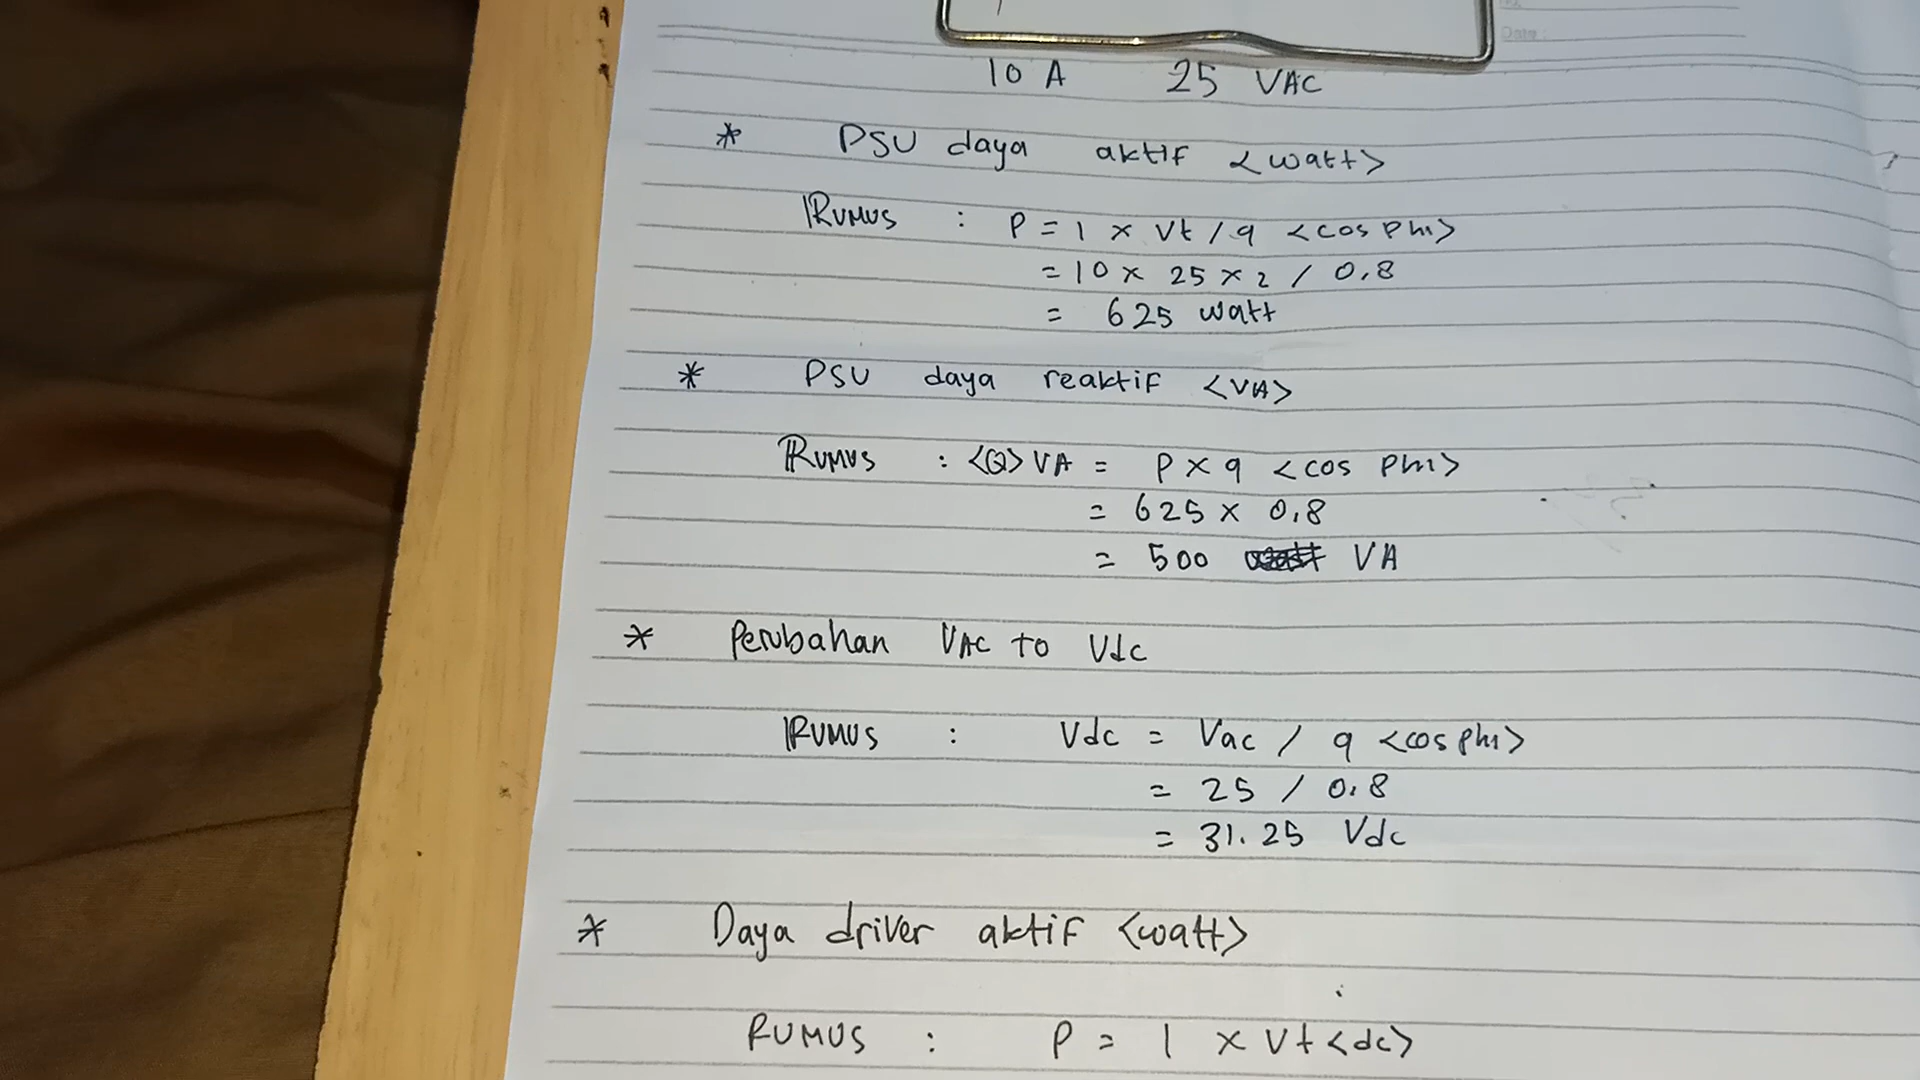 10 A 25 VAC
* PSU daya aktif <watt>
RUMUS : P = I x Vt / q <cos Phi>
= 10 x 25 x 2 / 0,8
= 625 watt
* PSU daya reaktif <VA>
RUMUS : <Q> VA = P x q <cos Phi>
= 625 x 0,8
= 500 VA
* Perubahan VAC to Vdc
RUMUS : Vdc = Vac / q <cos phi>
= 25 / 0.8
= 31.25 Vdc
* Daya driver aktif <watt>
RUMUS : P = I x Vt <dc>